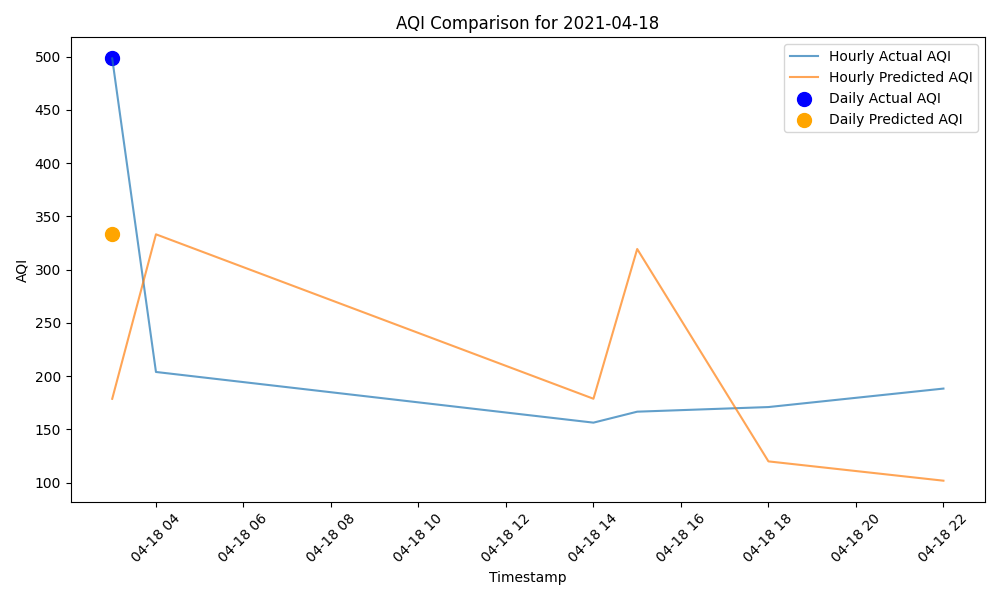 AQI Comparison for 2021-04-18
Hourly Actual AQI
Hourly Predicted AQI
Daily Actual AQI
Daily Predicted AQI
AQI
500
450
400
350
300
250
200
150
100
04-18 04
04-18 06
04-18 08
04-18 10
04-18 12
04-18 14
04-18 16
04-18 18
04-18 20
04-18 22
Timestamp